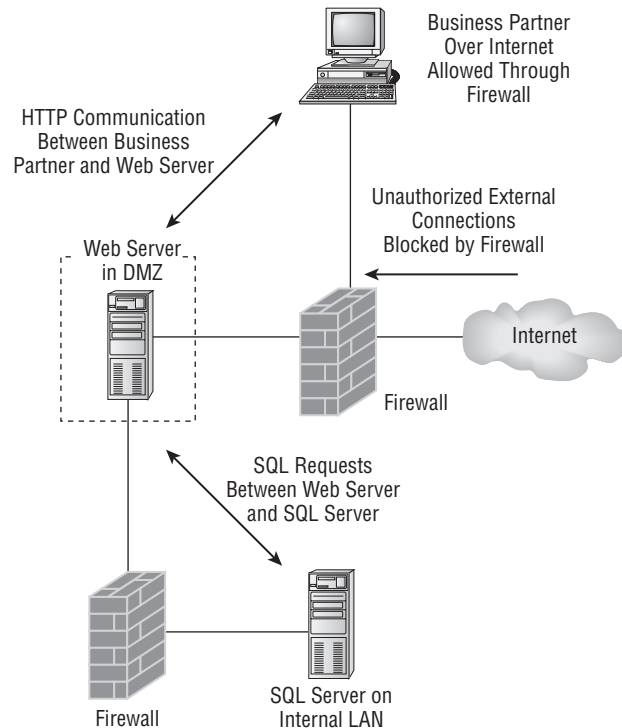 Business Partner
Over Internet
Allowed Through
Firewall
HTTP Communication
Between Business
Partner and Web Server
Unauthorized External
Connections
Blocked by Firewall
Web Server
in DMZ
Internet
Firewall
SQL Requests
Between Web Server
and SQL Server
Firewall
SQL Server on
Internal LAN